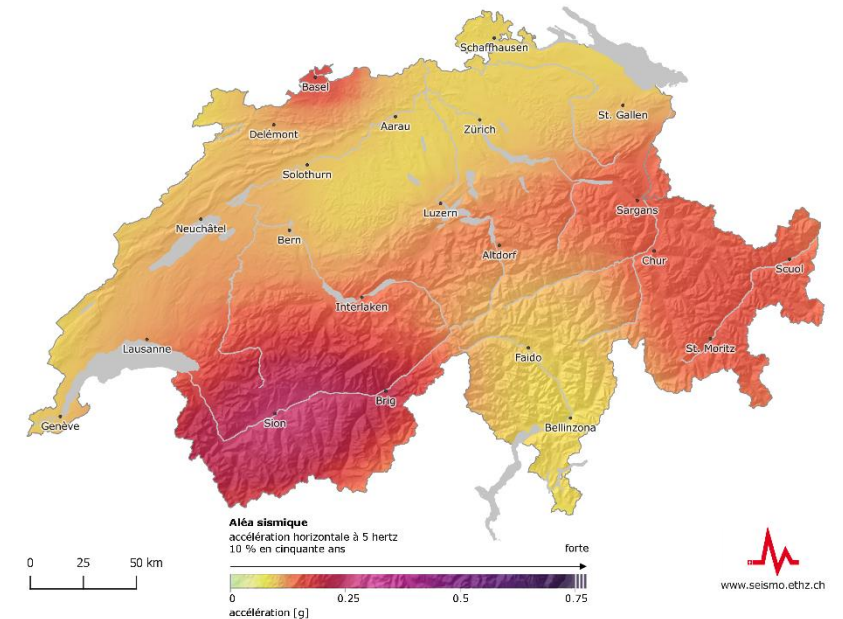 Schaffhausen
Basel
St. Gallen
Aarau
Zürich
Delémont
Solothurn
Sargans
Luzern
Neuchâtel
Bern
Altdorf
Chur
Scuol
Interlaken
Lausanne
St. Moritz
Faido
Brig
Sion
Genève
Bellinzona
Aléa sismique
accélération horizontale à 5 hertz
10 % en cinquante ans
forte
0 25 50 km
www.seismo.ethz.ch
0 0.25 0.5 0.75
accélération [g]